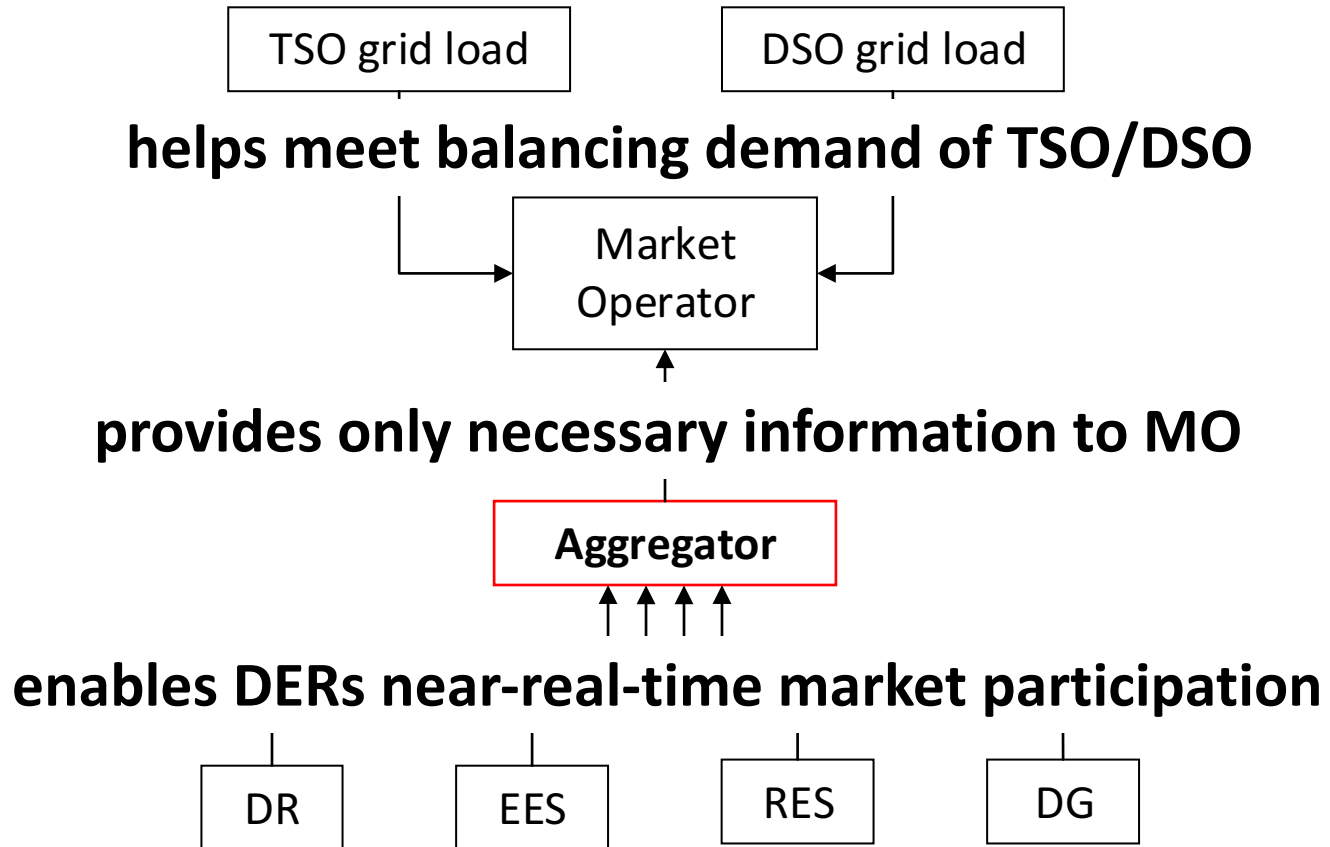 TSO grid load
DSO grid load
helps meet balancing demand of TSO/DSO
Market
Operator
provides only necessary information to MO
Aggregator
enables DERs near-real-time market participation
DR
EES
RES
DG